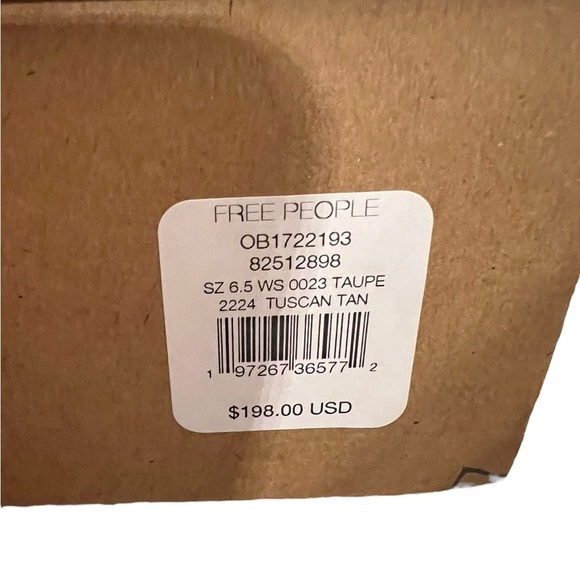 FREE PEOPLE
OB1722193
82512898
SZ 6.5 WS 0023 TAUPE
2224 TUSCAN TAN
1 97267 36577 2
$198.00 USD